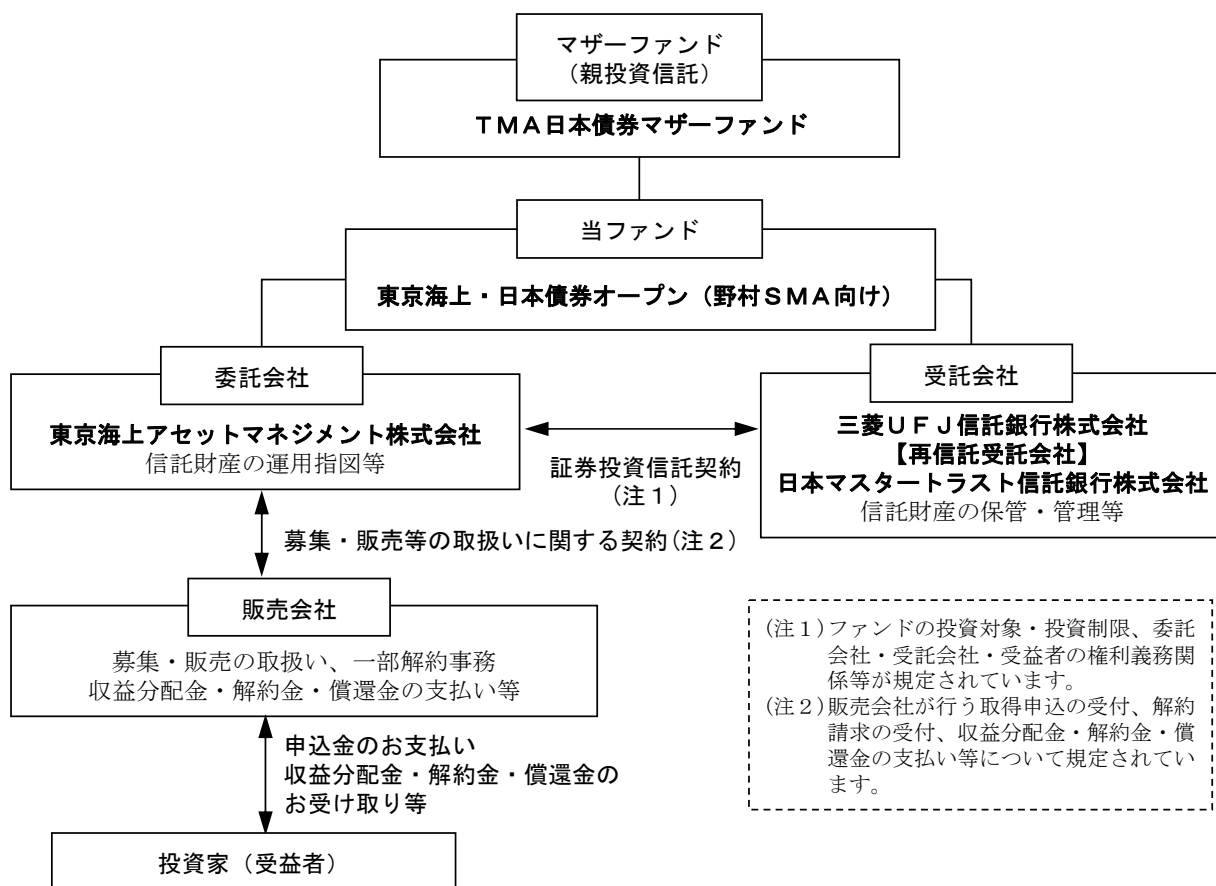 マザーファンド
（親投資信託）
ＴＭＡ日本債券マザーファンド
当ファンド
東京海上・日本債券オープン（野村ＳＭＡ向け）
委託会社
東京海上アセットマネジメント株式会社
信託財産の運用指図等
証券投資信託契約
(注１)
受託会社
三菱ＵＦＪ信託銀行株式会社
【再信託受託会社】
日本マスタートラスト信託銀行株式会社
信託財産の保管・管理等
募集・販売等の取扱いに関する契約(注２)
販売会社
募集・販売の取扱い、一部解約事務
収益分配金・解約金・償還金の支払い等
申込金のお支払い
収益分配金・解約金・償還金の
お受け取り等
投資家（受益者）
(注１)ファンドの投資対象・投資制限、委託
会社・受託会社・受益者の権利義務関
係等が規定されています。
(注２)販売会社が行う取得申込の受付、解約
請求の受付、収益分配金・解約金・償
還金の支払い等について規定されてい
ます。